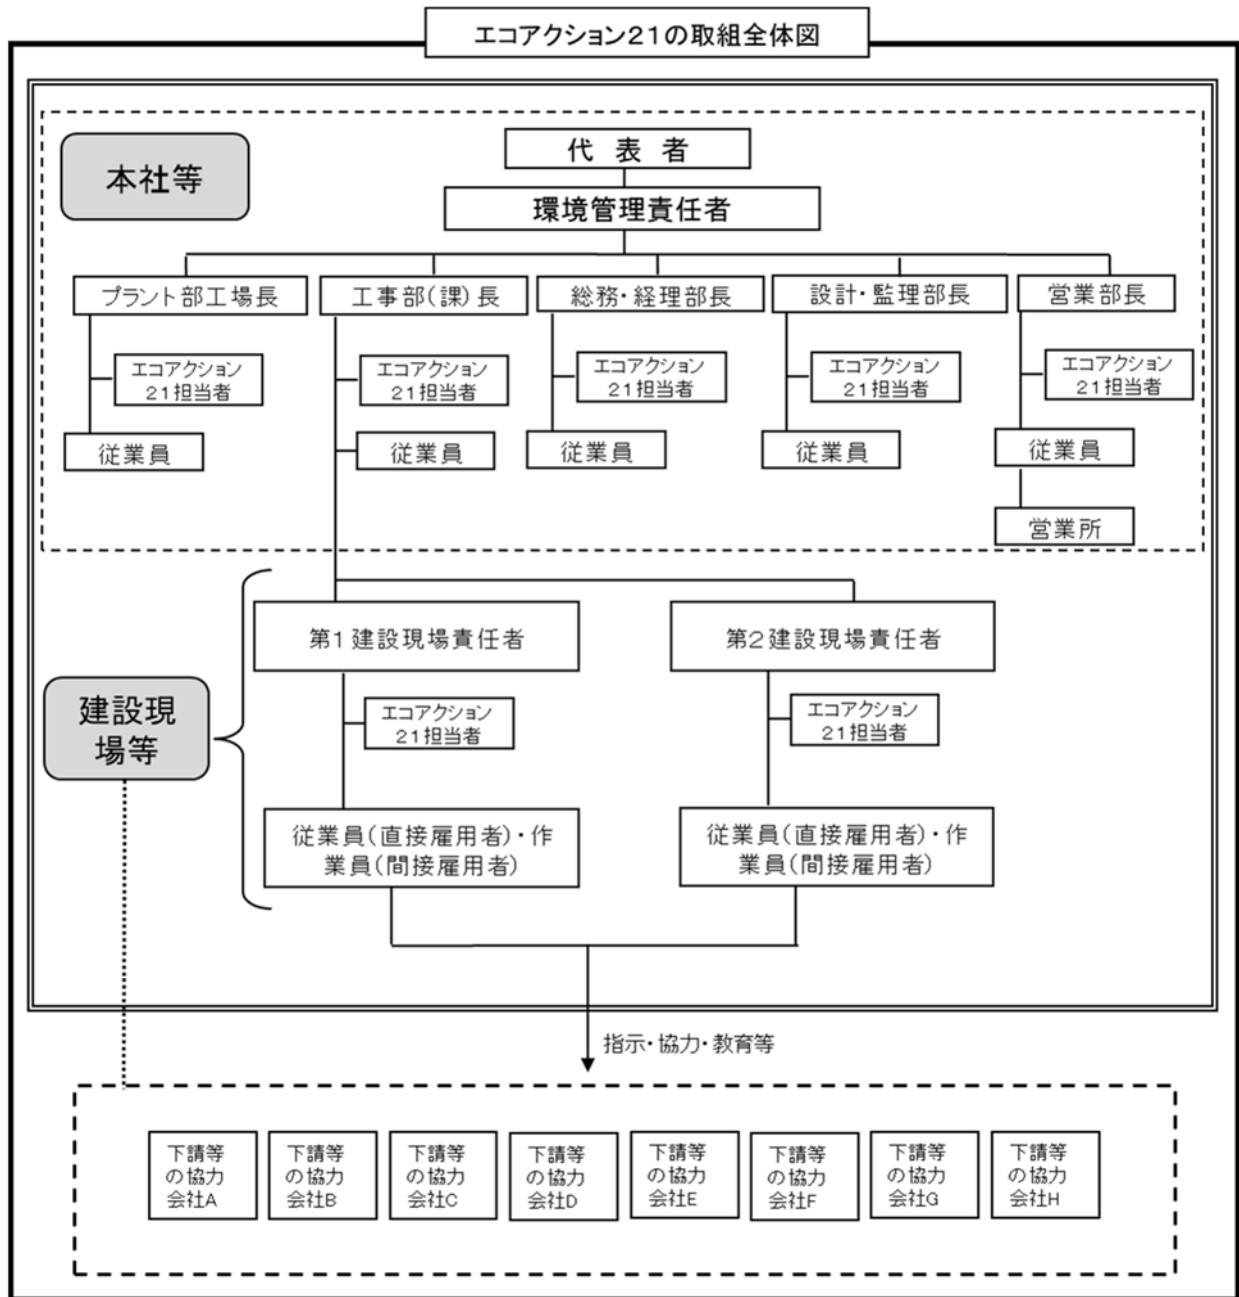 エコアクション21の取組全体図
本社等
代 表 者
環境管理責任者
プラント部工場長
工事部(課)長
総務・経理部長
設計・監理部長
営業部長
エコアクション
21担当者
エコアクション
21担当者
エコアクション
21担当者
エコアクション
21担当者
エコアクション
21担当者
従業員
従業員
従業員
従業員
従業員
営業所
建設現
場等
第1建設現場責任者
第2建設現場責任者
エコアクション
21担当者
エコアクション
21担当者
従業員(直接雇用者)・作
業員(間接雇用者)
従業員(直接雇用者)・作
業員(間接雇用者)
指示・協力・教育等
下請等
の協力
会社A
下請等
の協力
会社B
下請等
の協力
会社C
下請等
の協力
会社D
下請等
の協力
会社E
下請等
の協力
会社F
下請等
の協力
会社G
下請等
の協力
会社H